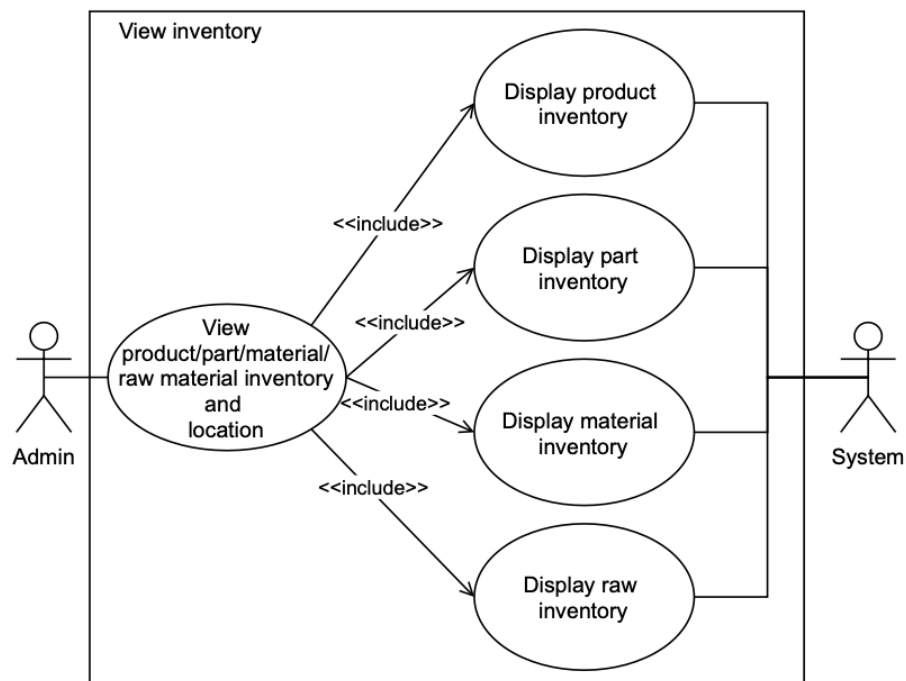 View inventory
Display product
inventory
<<include>>
Display part
inventory
<<include>>
View
product/part/material/
raw material inventory
and
location
<<include>>
Display material
inventory
Admin
System
<<include>>
Display raw
inventory